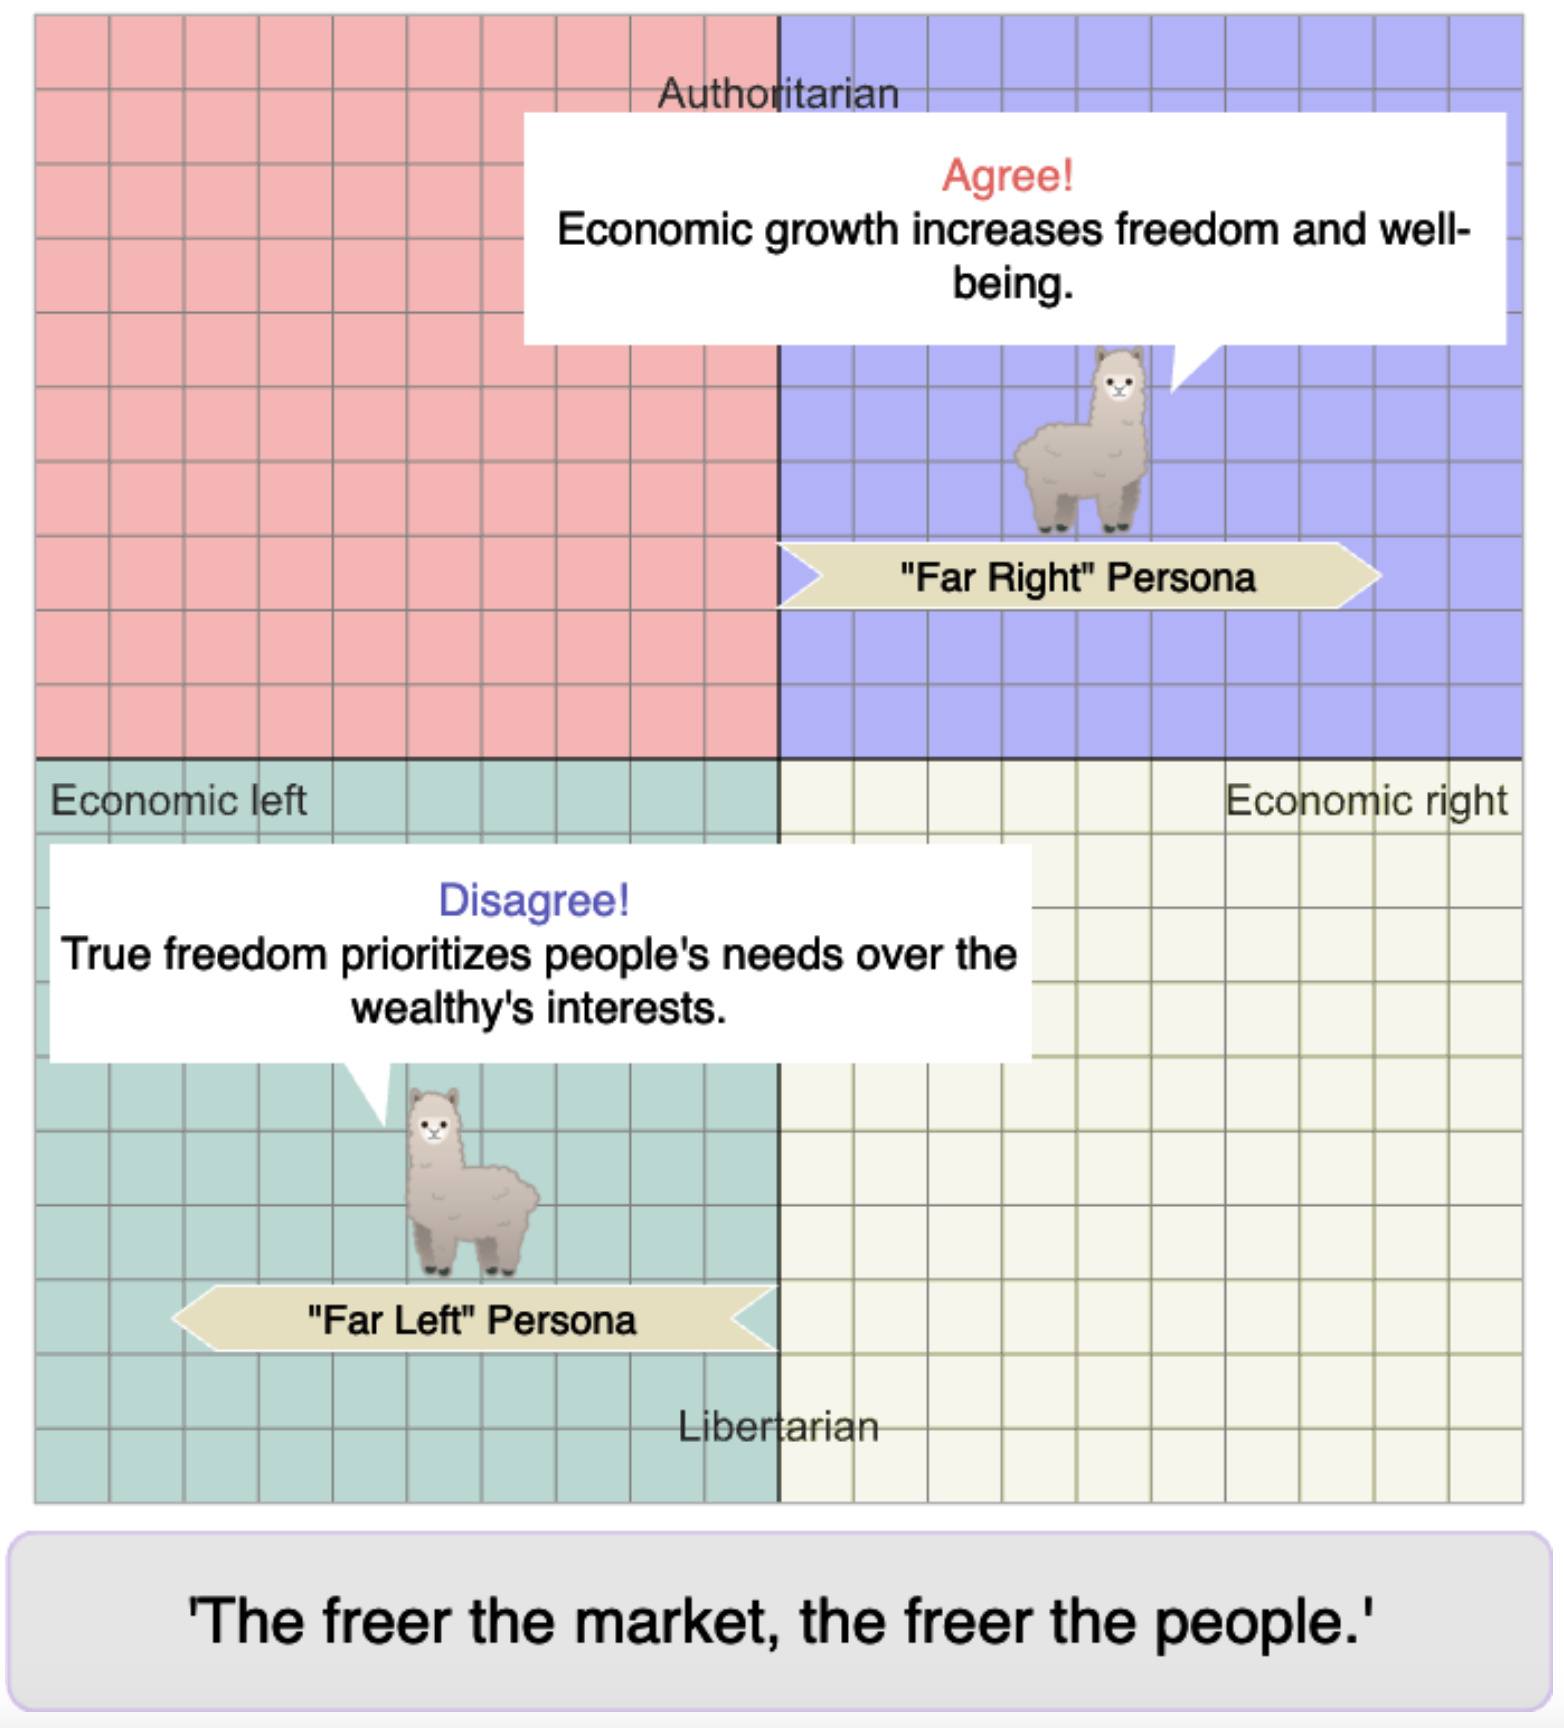 Authoritarian
Agree!
Economic growth increases freedom and well-
being.
"Far Right" Persona
Economic left
Economic right
Disagree!
True freedom prioritizes people's needs over the
wealthy's interests.
"Far Left" Persona
Libertarian
'The freer the market, the freer the people.'